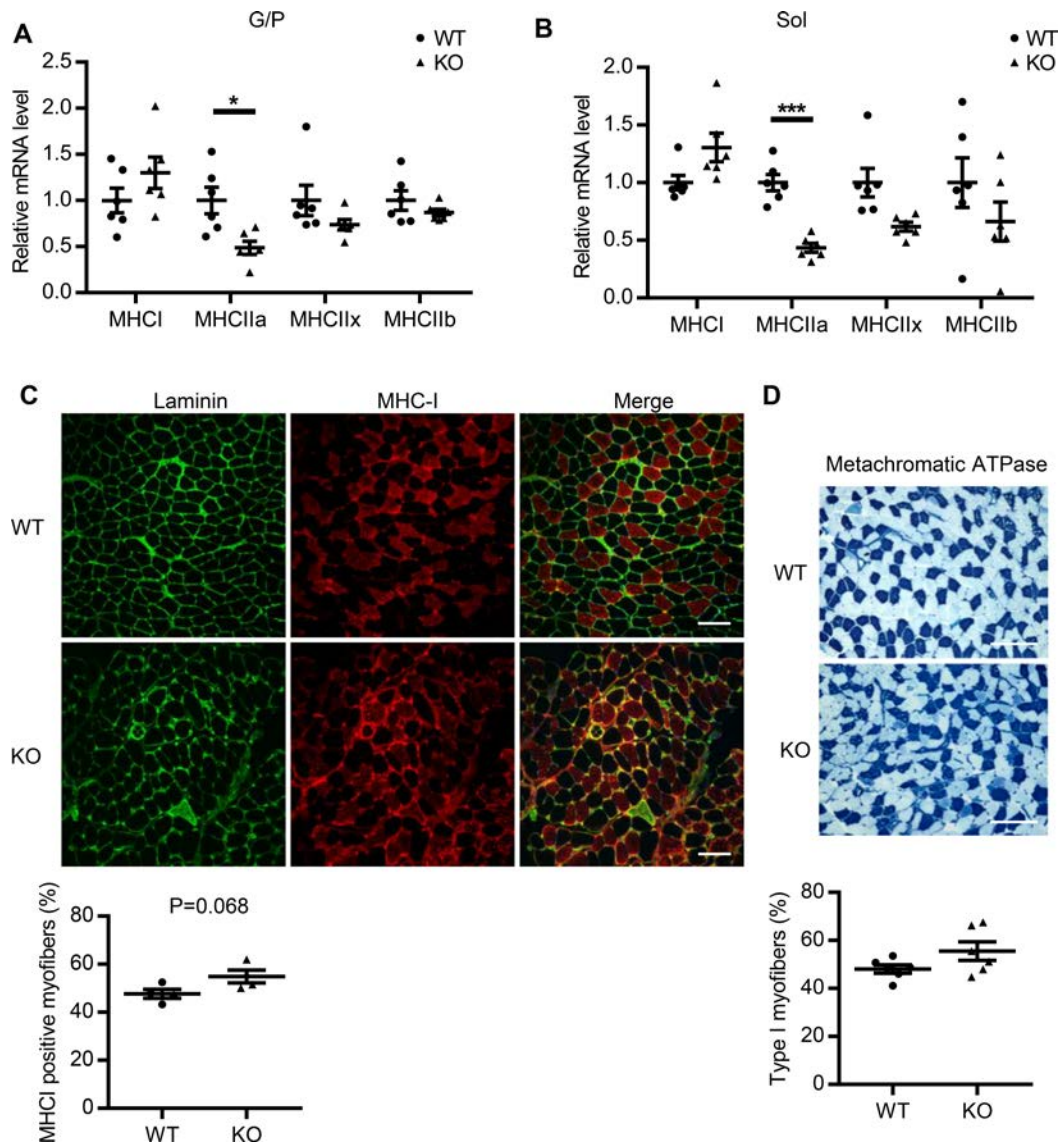 A
G/P
WT
KO
Relative mRNA level
2.5
2.0
1.5
1.0
0.5
0.0
*
MHCI MHCIIa MHCIIx MHCIIb
B
Sol
WT
KO
Relative mRNA level
2.0
1.5
1.0
0.5
0.0
***
MHCI MHCIIa MHCIIx MHCIIb
C
Laminin MHC-I Merge
WT
KO
P=0.068
MHCI positive myofibers (%)
80
60
40
20
0
WT KO
D
Metachromatic ATPase
WT
KO
Type I myofibers (%)
80
60
40
20
0
WT KO